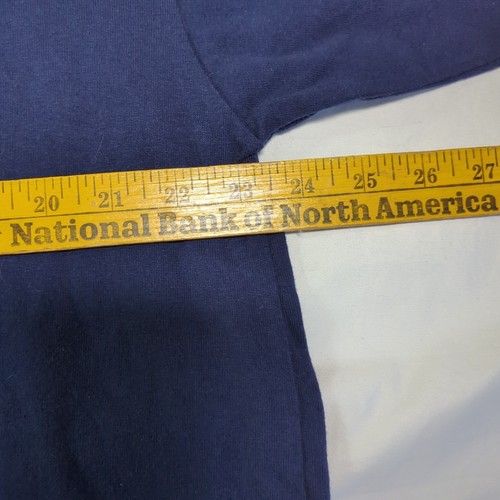 20 21 22 23 24 25 26 27
National Bank of North America